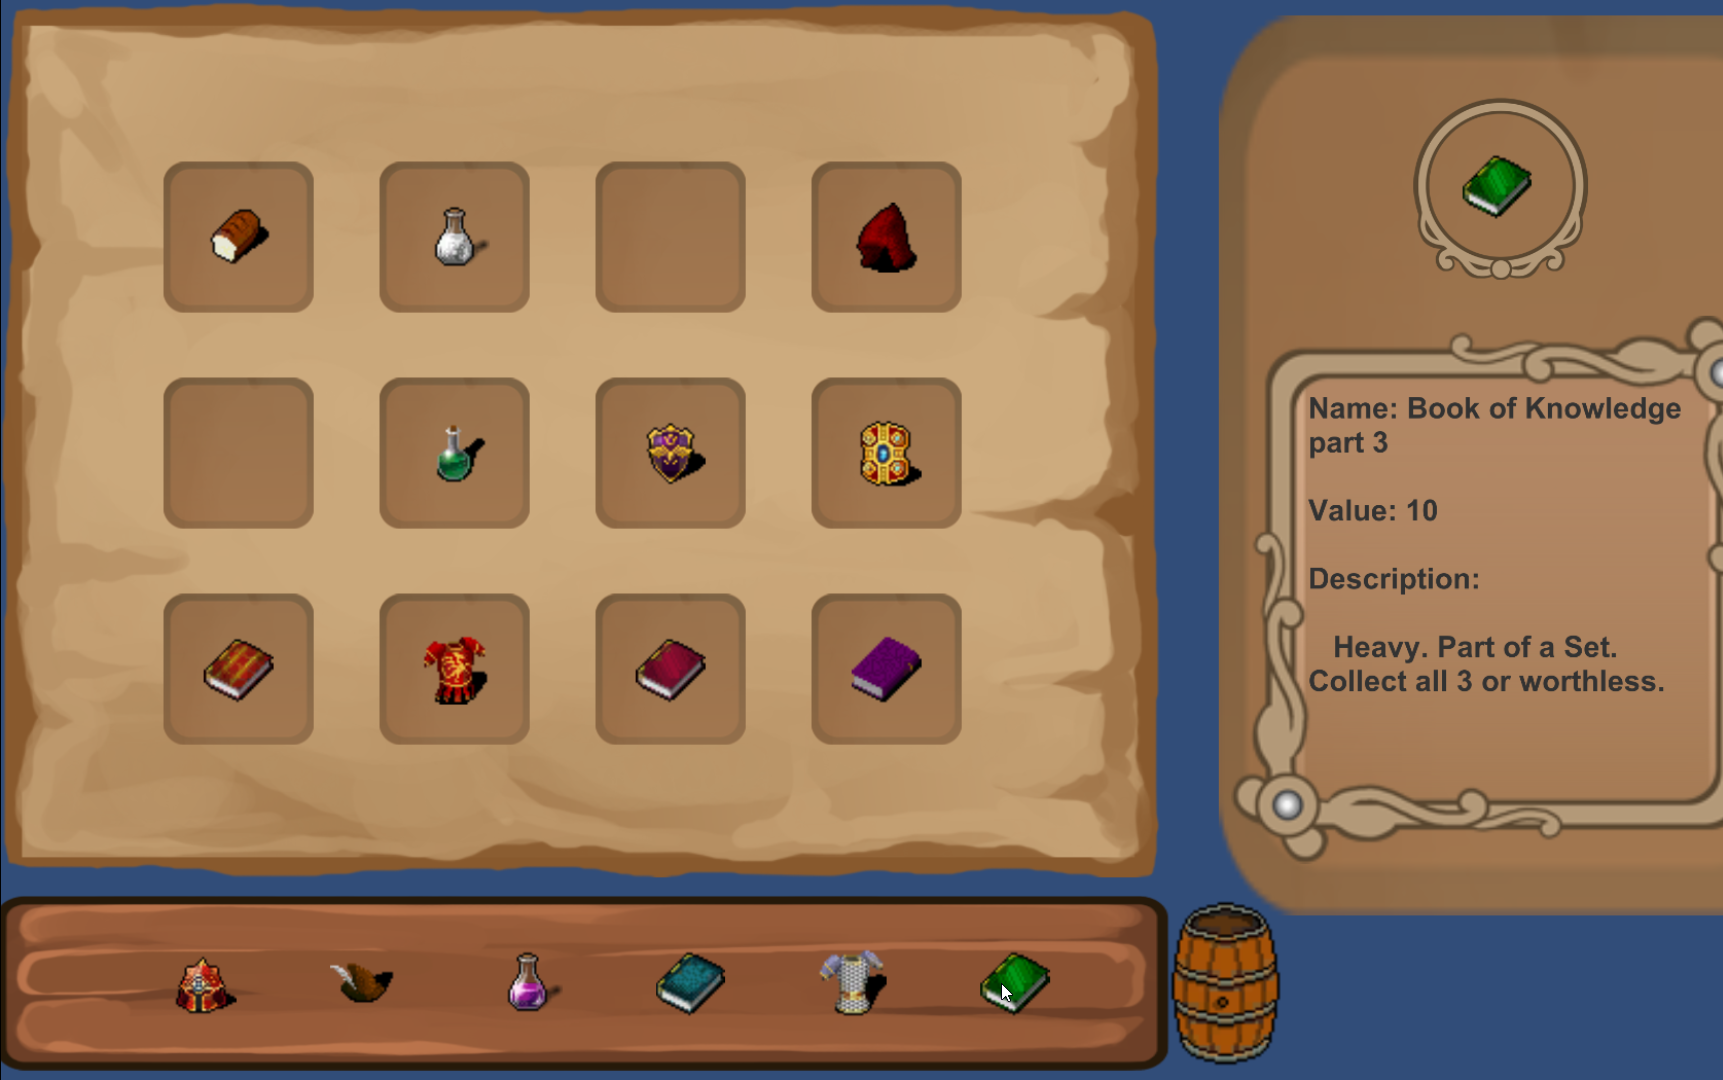 Name: Book of Knowledge
part 3
Value: 10
Description:
Heavy. Part of a Set.
Collect all 3 or worthless.